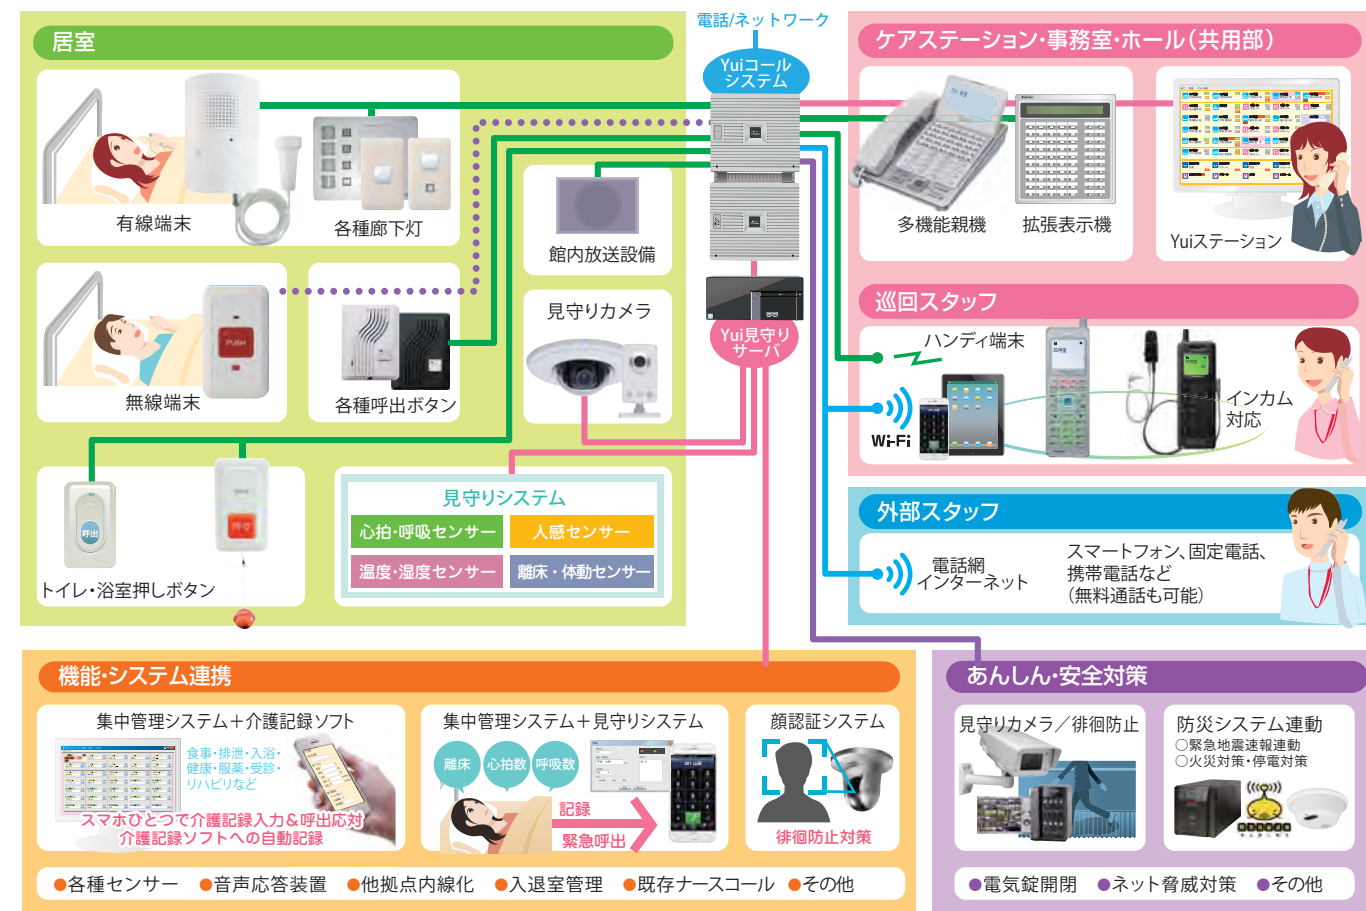 電話/ネットワーク
Yuiコール
システム
居室
有線端末
各種廊下灯
PUSH
無線端末
各種呼出ボタン
館内放送設備
見守りカメラ
Yui見守り
サーバ
呼出
トイレ・浴室押しボタン
見守りシステム
心拍・呼吸センサー
人感センサー
温度・湿度センサー
離床・体動センサー
ケアステーション・事務室・ホール（共用部）
多機能親機
拡張表示機
Yuiステーション
巡回スタッフ
ハンディ端末
Wi-Fi
インカム
対応
外部スタッフ
電話網
インターネット
スマートフォン、固定電話、
携帯電話など
（無料通話も可能）
機能・システム連携
集中管理システム＋介護記録ソフト
食事・排泄・入浴・
健康・服薬・受診・
リハビリなど
スマホひとつで介護記録入力＆呼出応対
介護記録ソフトへの自動記録
集中管理システム＋見守りシステム
離床
心拍数
呼吸数
201 山田
記録
緊急呼出
顔認証システム
徘徊防止対策
●各種センサー ●音声応答装置 ●他拠点内線化 ●入退室管理 ●既存ナースコール ●その他
あんしん・安全対策
見守りカメラ／徘徊防止
防災システム連動
○緊急地震速報連動
○火災対策・停電対策
●電気錠開閉 ●ネット脅威対策 ●その他